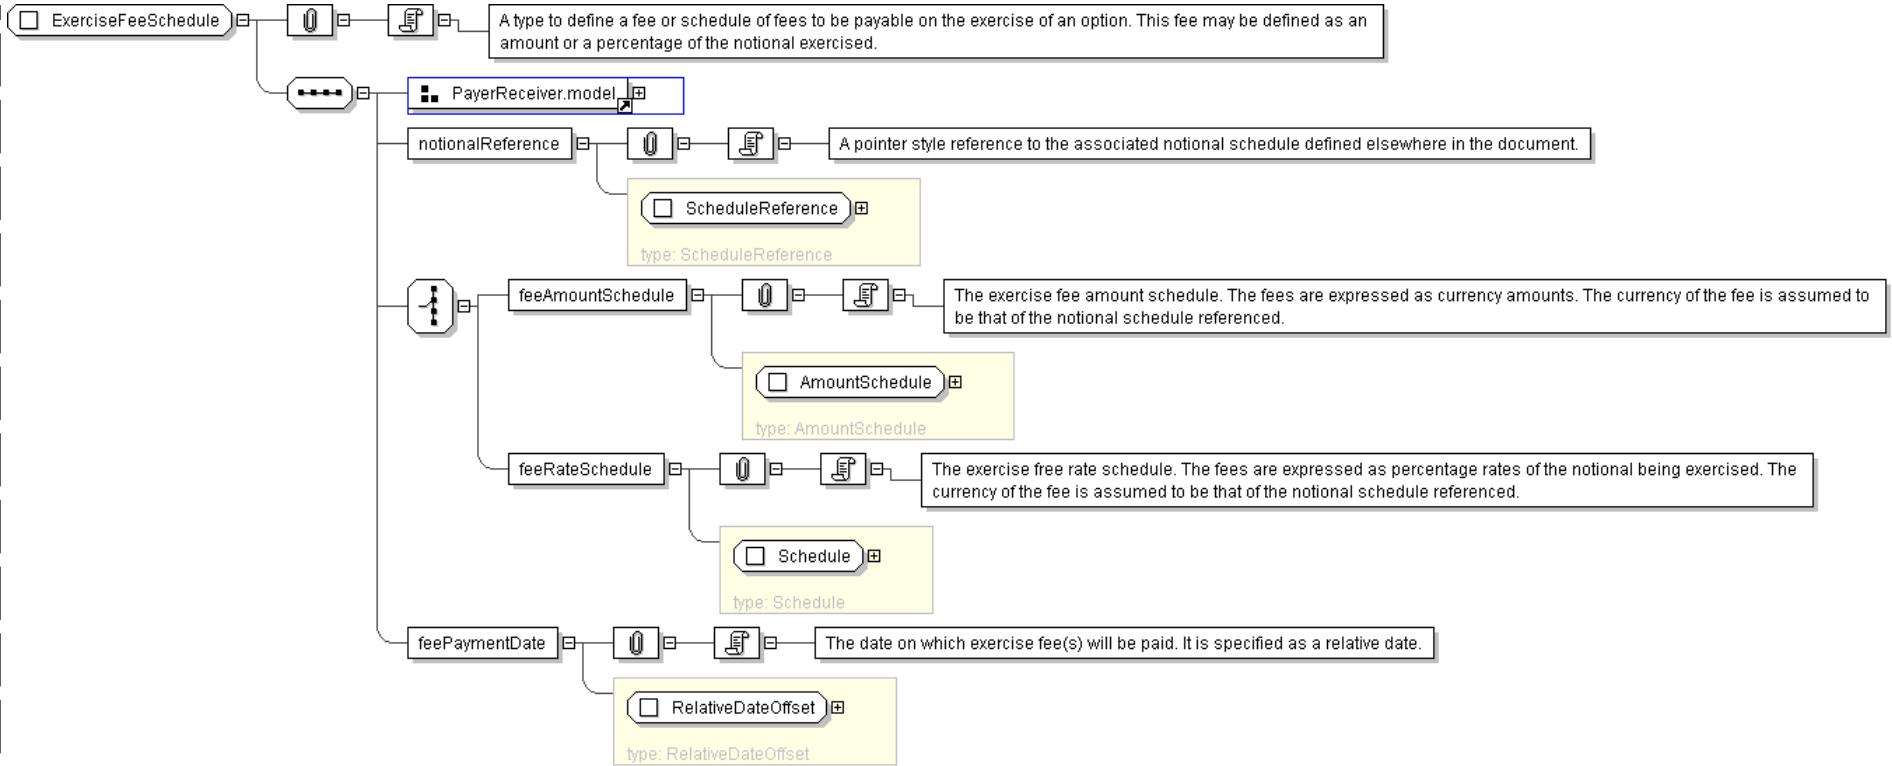 ExerciseFeeSchedule
A type to define a fee or schedule of fees to be payable on the exercise of an option. This fee may be defined as an
amount or a percentage of the notional exercised.
PayerReceiver.model
notionalReference
A pointer style reference to the associated notional schedule defined elsewhere in the document.
ScheduleReference
type: ScheduleReference
feeAmountSchedule
The exercise fee amount schedule. The fees are expressed as currency amounts. The currency of the fee is assumed to
be that of the notional schedule referenced.
AmountSchedule
type: AmountSchedule
feeRateSchedule
The exercise free rate schedule. The fees are expressed as percentage rates of the notional being exercised. The
currency of the fee is assumed to be that of the notional schedule referenced.
Schedule
type: Schedule
feePaymentDate
The date on which exercise fee(s) will be paid. It is specified as a relative date.
RelativeDateOffset
type: RelativeDateOffset